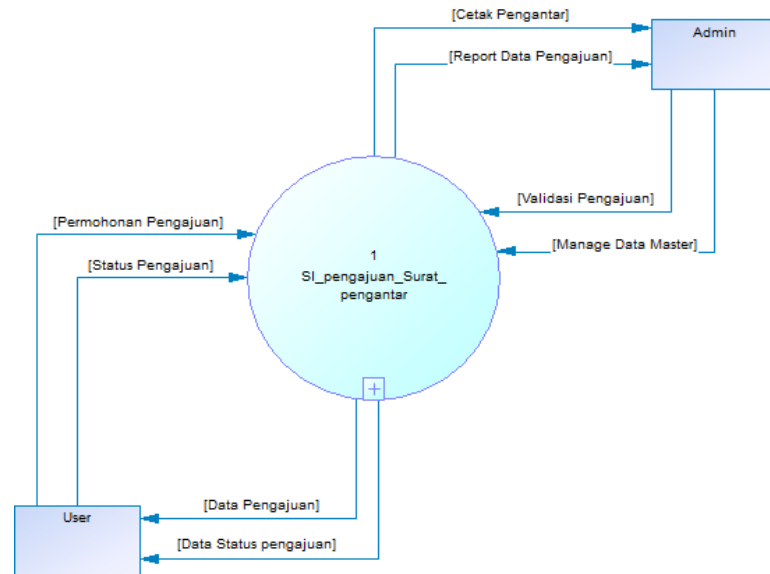 [Cetak Pengantar]
Admin
[Report Data Pengajuan]
[Validasi Pengajuan]
[Permohonan Pengajuan]
[Manage Data Master]
1
[Status Pengajuan]
SI_pengajuan_Surat_
pengantar
+
[Data Pengajuan]
User
[Data Status pengajuan]